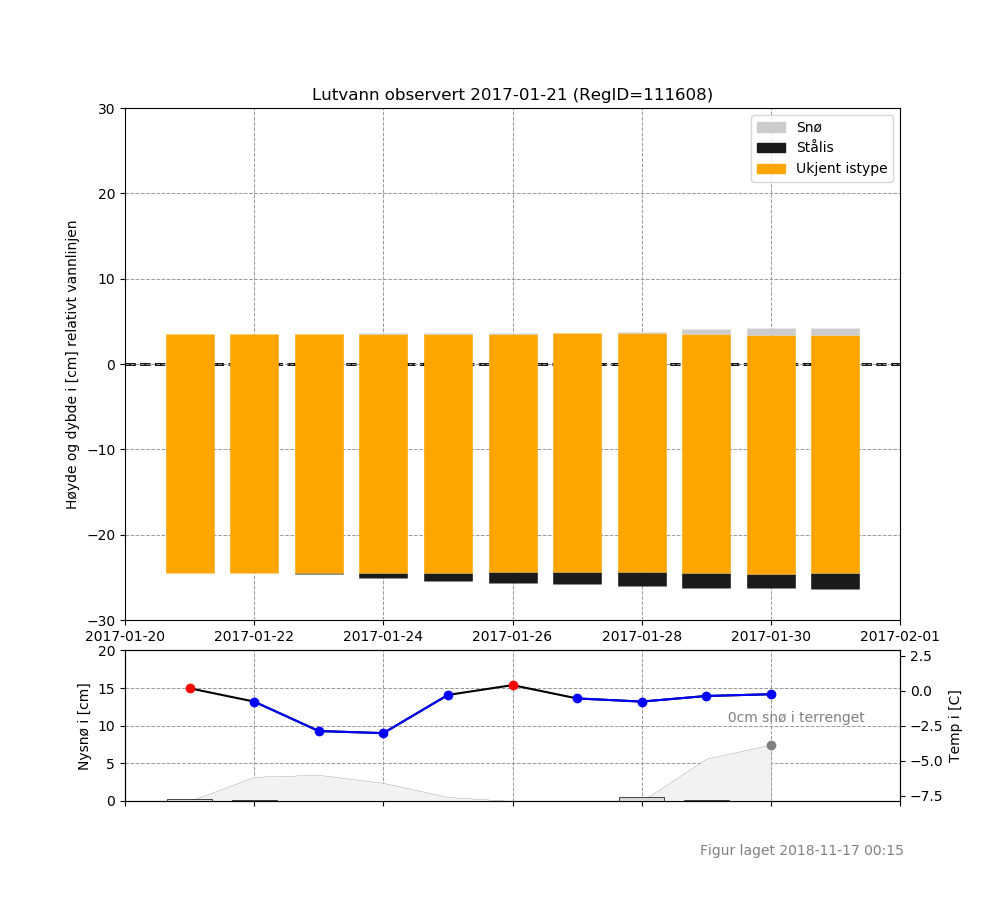 Lutvann observert 2017-01-21 (RegID=111608)
30
20
10
0
−10
−20
−30
Høyde og dybde i [cm] relativt vannlinjen
Snø
Stålis
Ukjent istype
2017-01-20 2017-01-22 2017-01-24 2017-01-26 2017-01-28 2017-01-30 2017-02-01
20
15
10
5
0
Nysnø i [cm]
0cm snø i terrenget
2.5
0.0
−2.5
−5.0
−7.5
Temp i [C]
Figur laget 2018-11-17 00:15